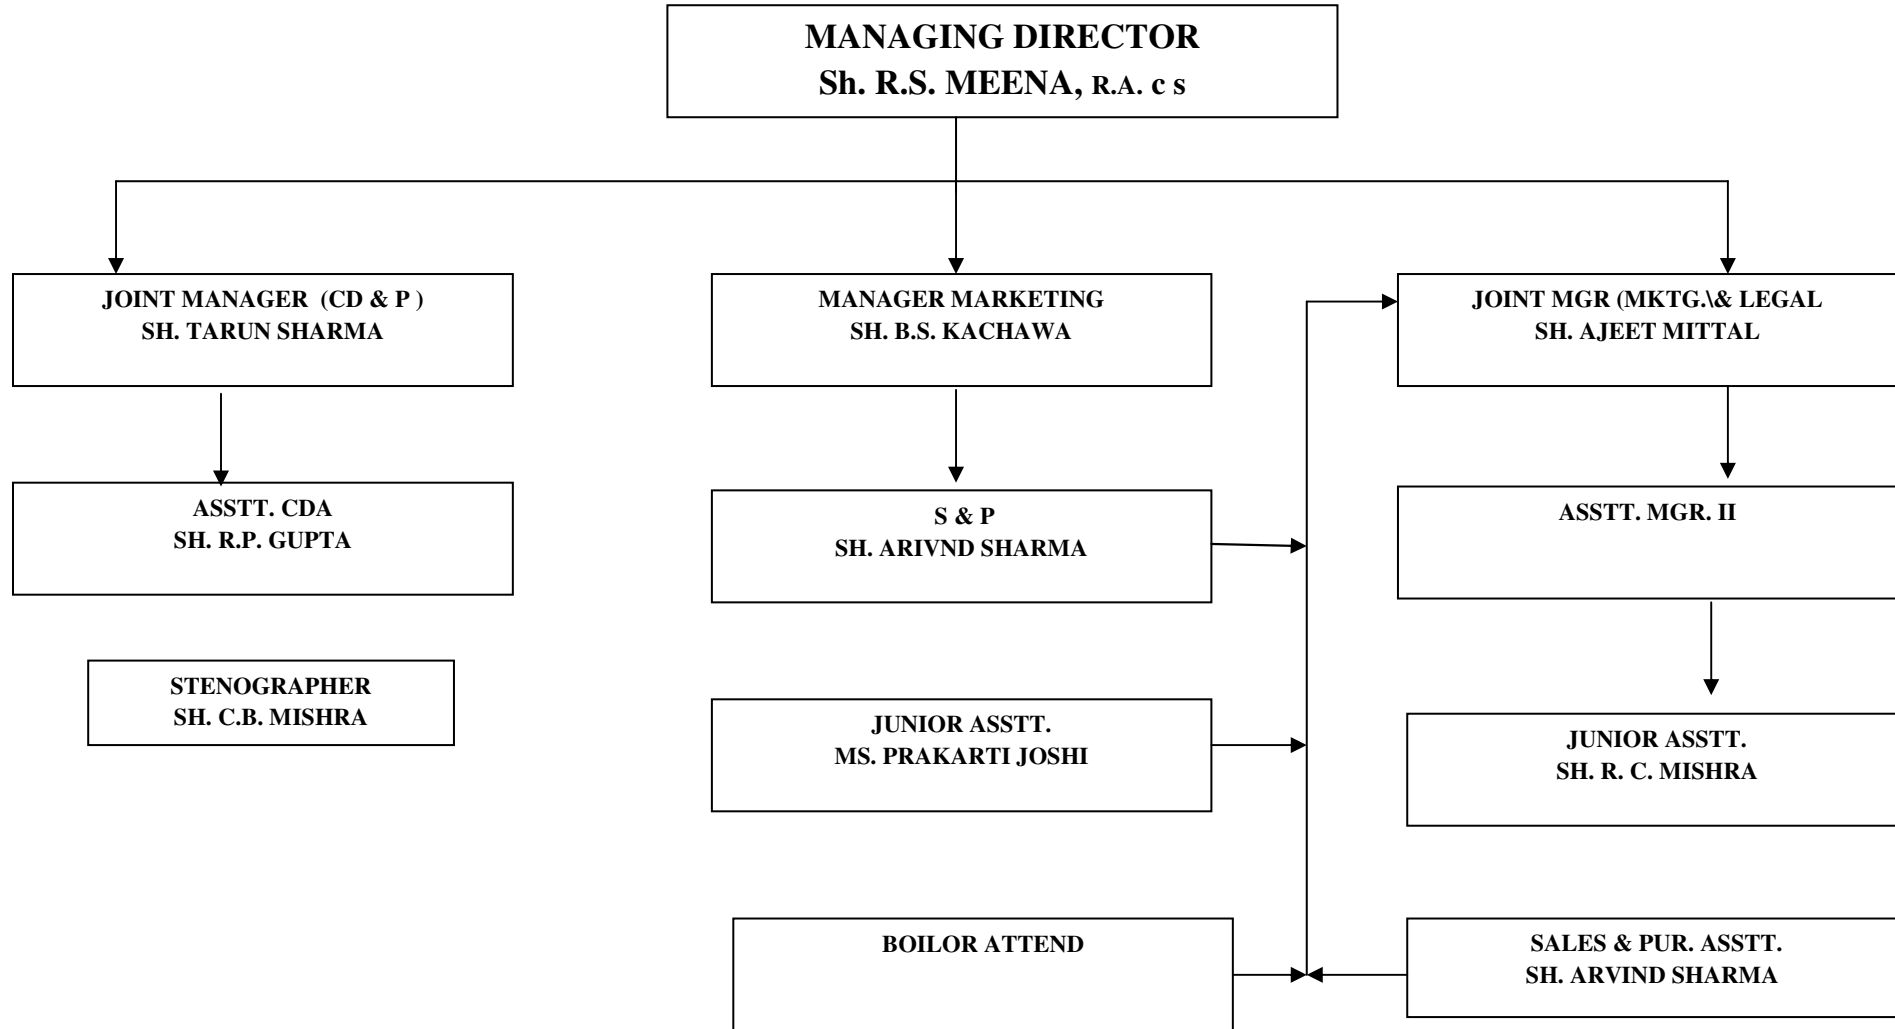 MANAGING DIRECTOR
Sh. R.S. MEENA, R.A. c s
JOINT MANAGER (CD & P )
SH. TARUN SHARMA
MANAGER MARKETING
SH. B.S. KACHAWA
JOINT MGR (MKTG.\& LEGAL
SH. AJEET MITTAL
ASSTT. CDA
SH. R.P. GUPTA
S & P
SH. ARIVND SHARMA
ASSTT. MGR. II
STENOGRAPHER
SH. C.B. MISHRA
JUNIOR ASSTT.
MS. PRAKARTI JOSHI
JUNIOR ASSTT.
SH. R. C. MISHRA
BOILOR ATTEND
SALES & PUR. ASSTT.
SH. ARVIND SHARMA